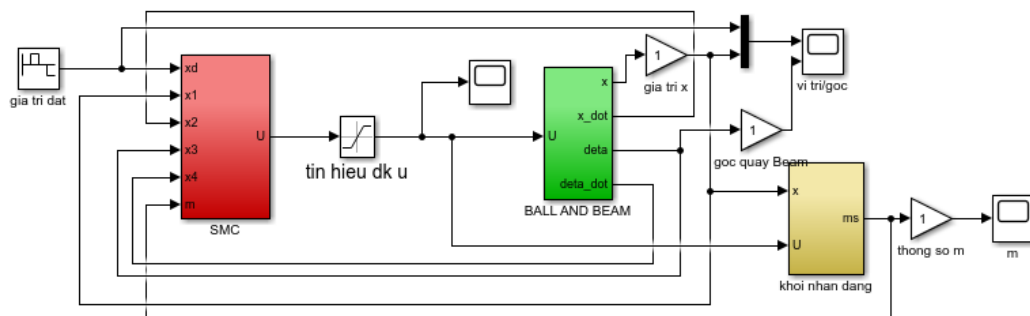 gia tri dat
xd
x1
x2
x3
x4
m
U
SMC
tin hieu dk u
U
x
x_dot
deta
deta_dot
BALL AND BEAM
1
gia tri x
vi tri/goc
1
goc quay Beam
x
U
ms
khoi nhan dang
1
thong so m
m